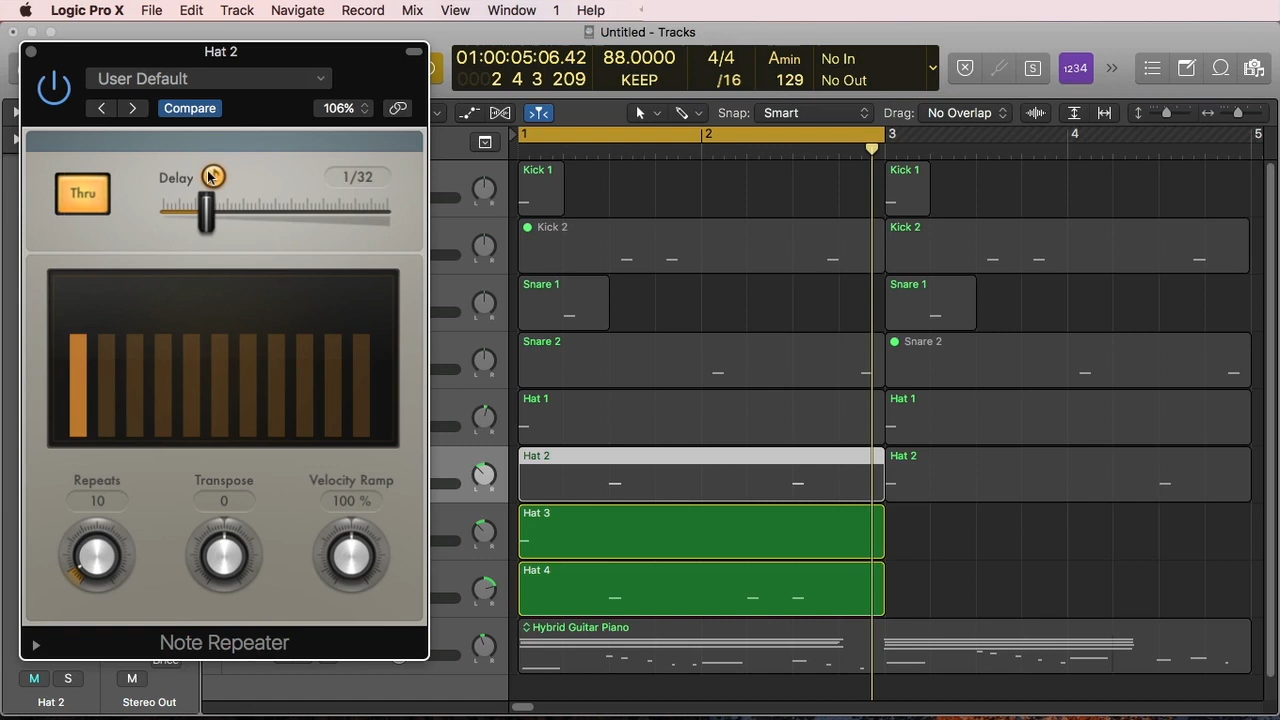 Logic Pro X File Edit Track Navigate Record Mix View Window 1 Help
Untitled - Tracks
Hat 2
User Default
Compare
106%
Thru
Delay
1/32
Repeats
10
Transpose
0
Velocity Ramp
100 %
Note Repeater
M S
M
Hat 2
Stereo Out
01:00:05:06.42
0002 4 3 209
88.0000
KEEP
4/4
/16
Amin
129
No In
No Out
S
1234
Snap: Smart
Drag: No Overlap
1 2 3 4 5
Kick 1 Kick 1
L R
Kick 2 Kick 2
L R
Snare 1 Snare 1
L R
Snare 2 Snare 2
L R
Hat 1 Hat 1
L R
Hat 2 Hat 2
L R
Hat 3
L R
Hat 4
L R
Hybrid Guitar Piano
L R